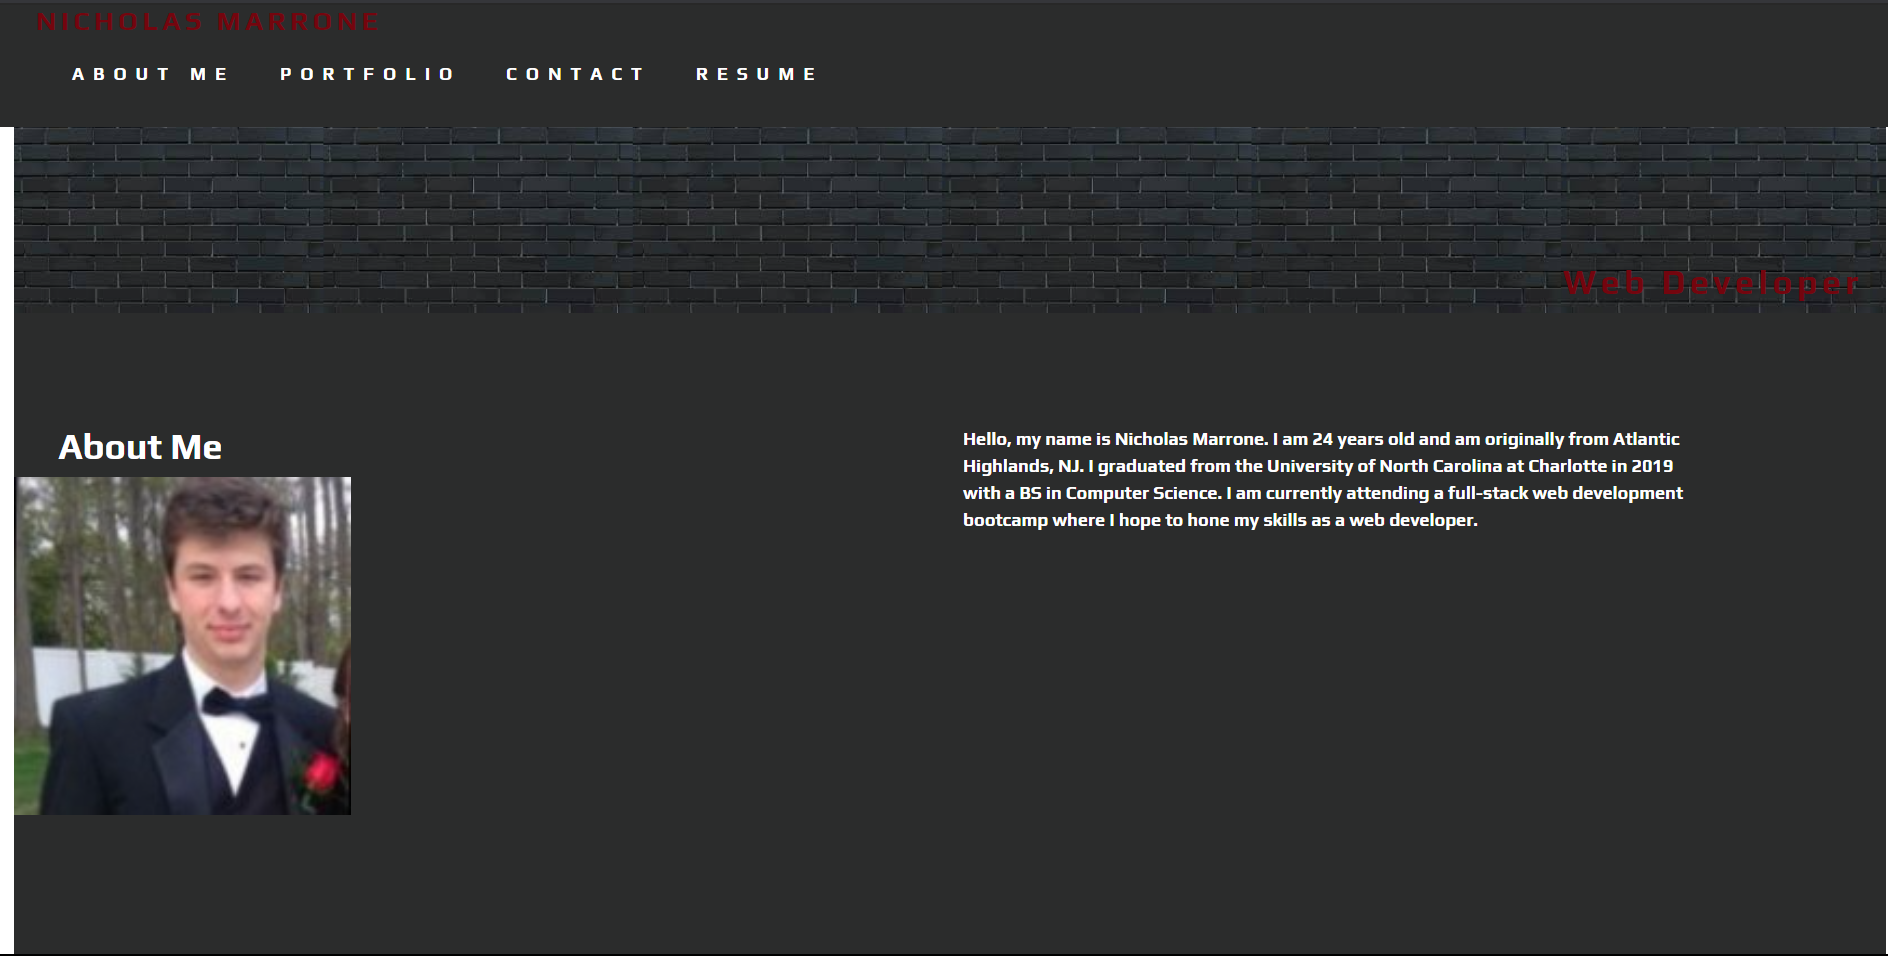 NICHOLAS MARRONE
ABOUT ME PORTFOLIO CONTACT RESUME
Web Developer
About Me
Hello, my name is Nicholas Marrone. I am 24 years old and am originally from Atlantic
Highlands, NJ. I graduated from the University of North Carolina at Charlotte in 2019
with a BS in Computer Science. I am currently attending a full-stack web development
bootcamp where I hope to hone my skills as a web developer.